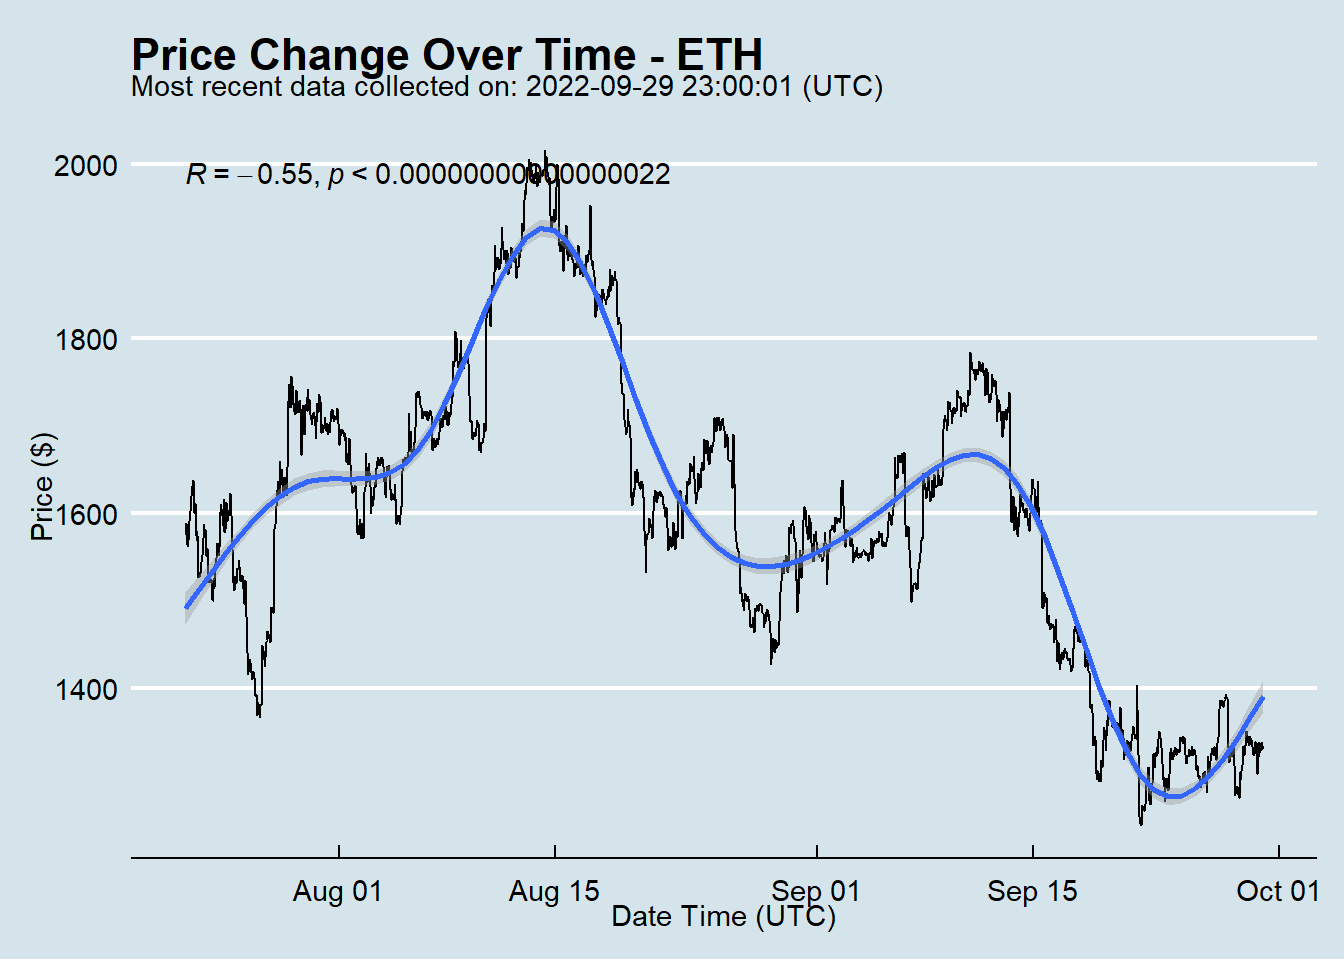 Price Change Over Time - ETH
Most recent data collected on: 2022-09-29 23:00:01 (UTC)
R = −0.55, p < 0.00000000000000022
2000
1800
1600
1400
Price ($)
Aug 01
Aug 15
Sep 01
Sep 15
Oct 01
Date Time (UTC)